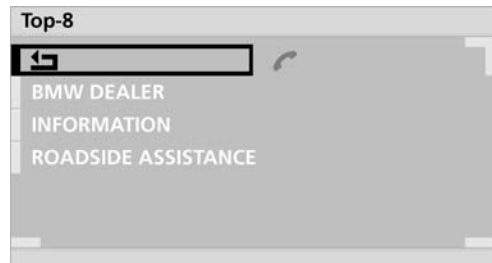 Top-8
BMW DEALER
INFORMATION
ROADSIDE ASSISTANCE